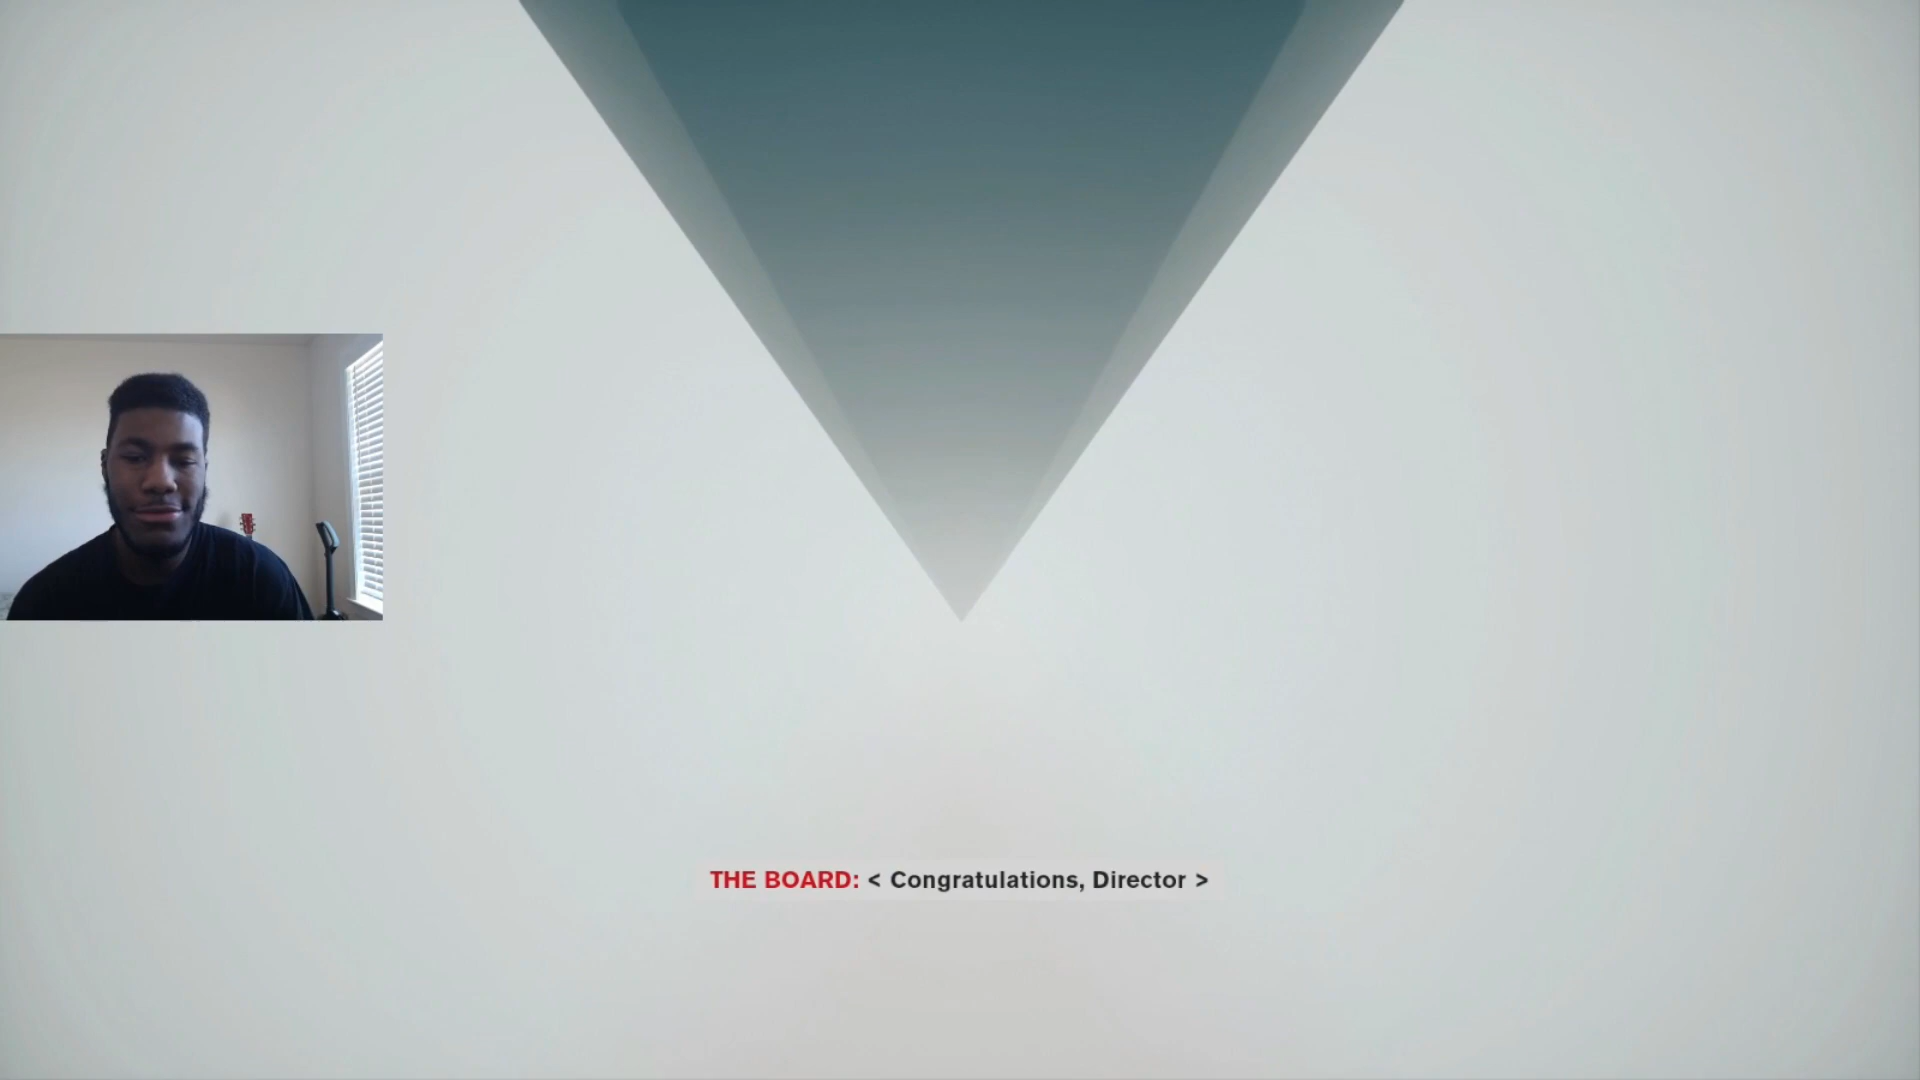 THE BOARD: < Congratulations, Director >